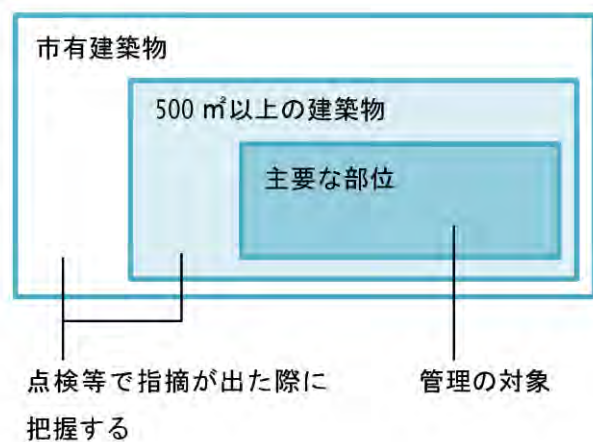 市有建築物
500 ㎡以上の建築物
主要な部位
点検等で指摘が出た際に
把握する
管理の対象